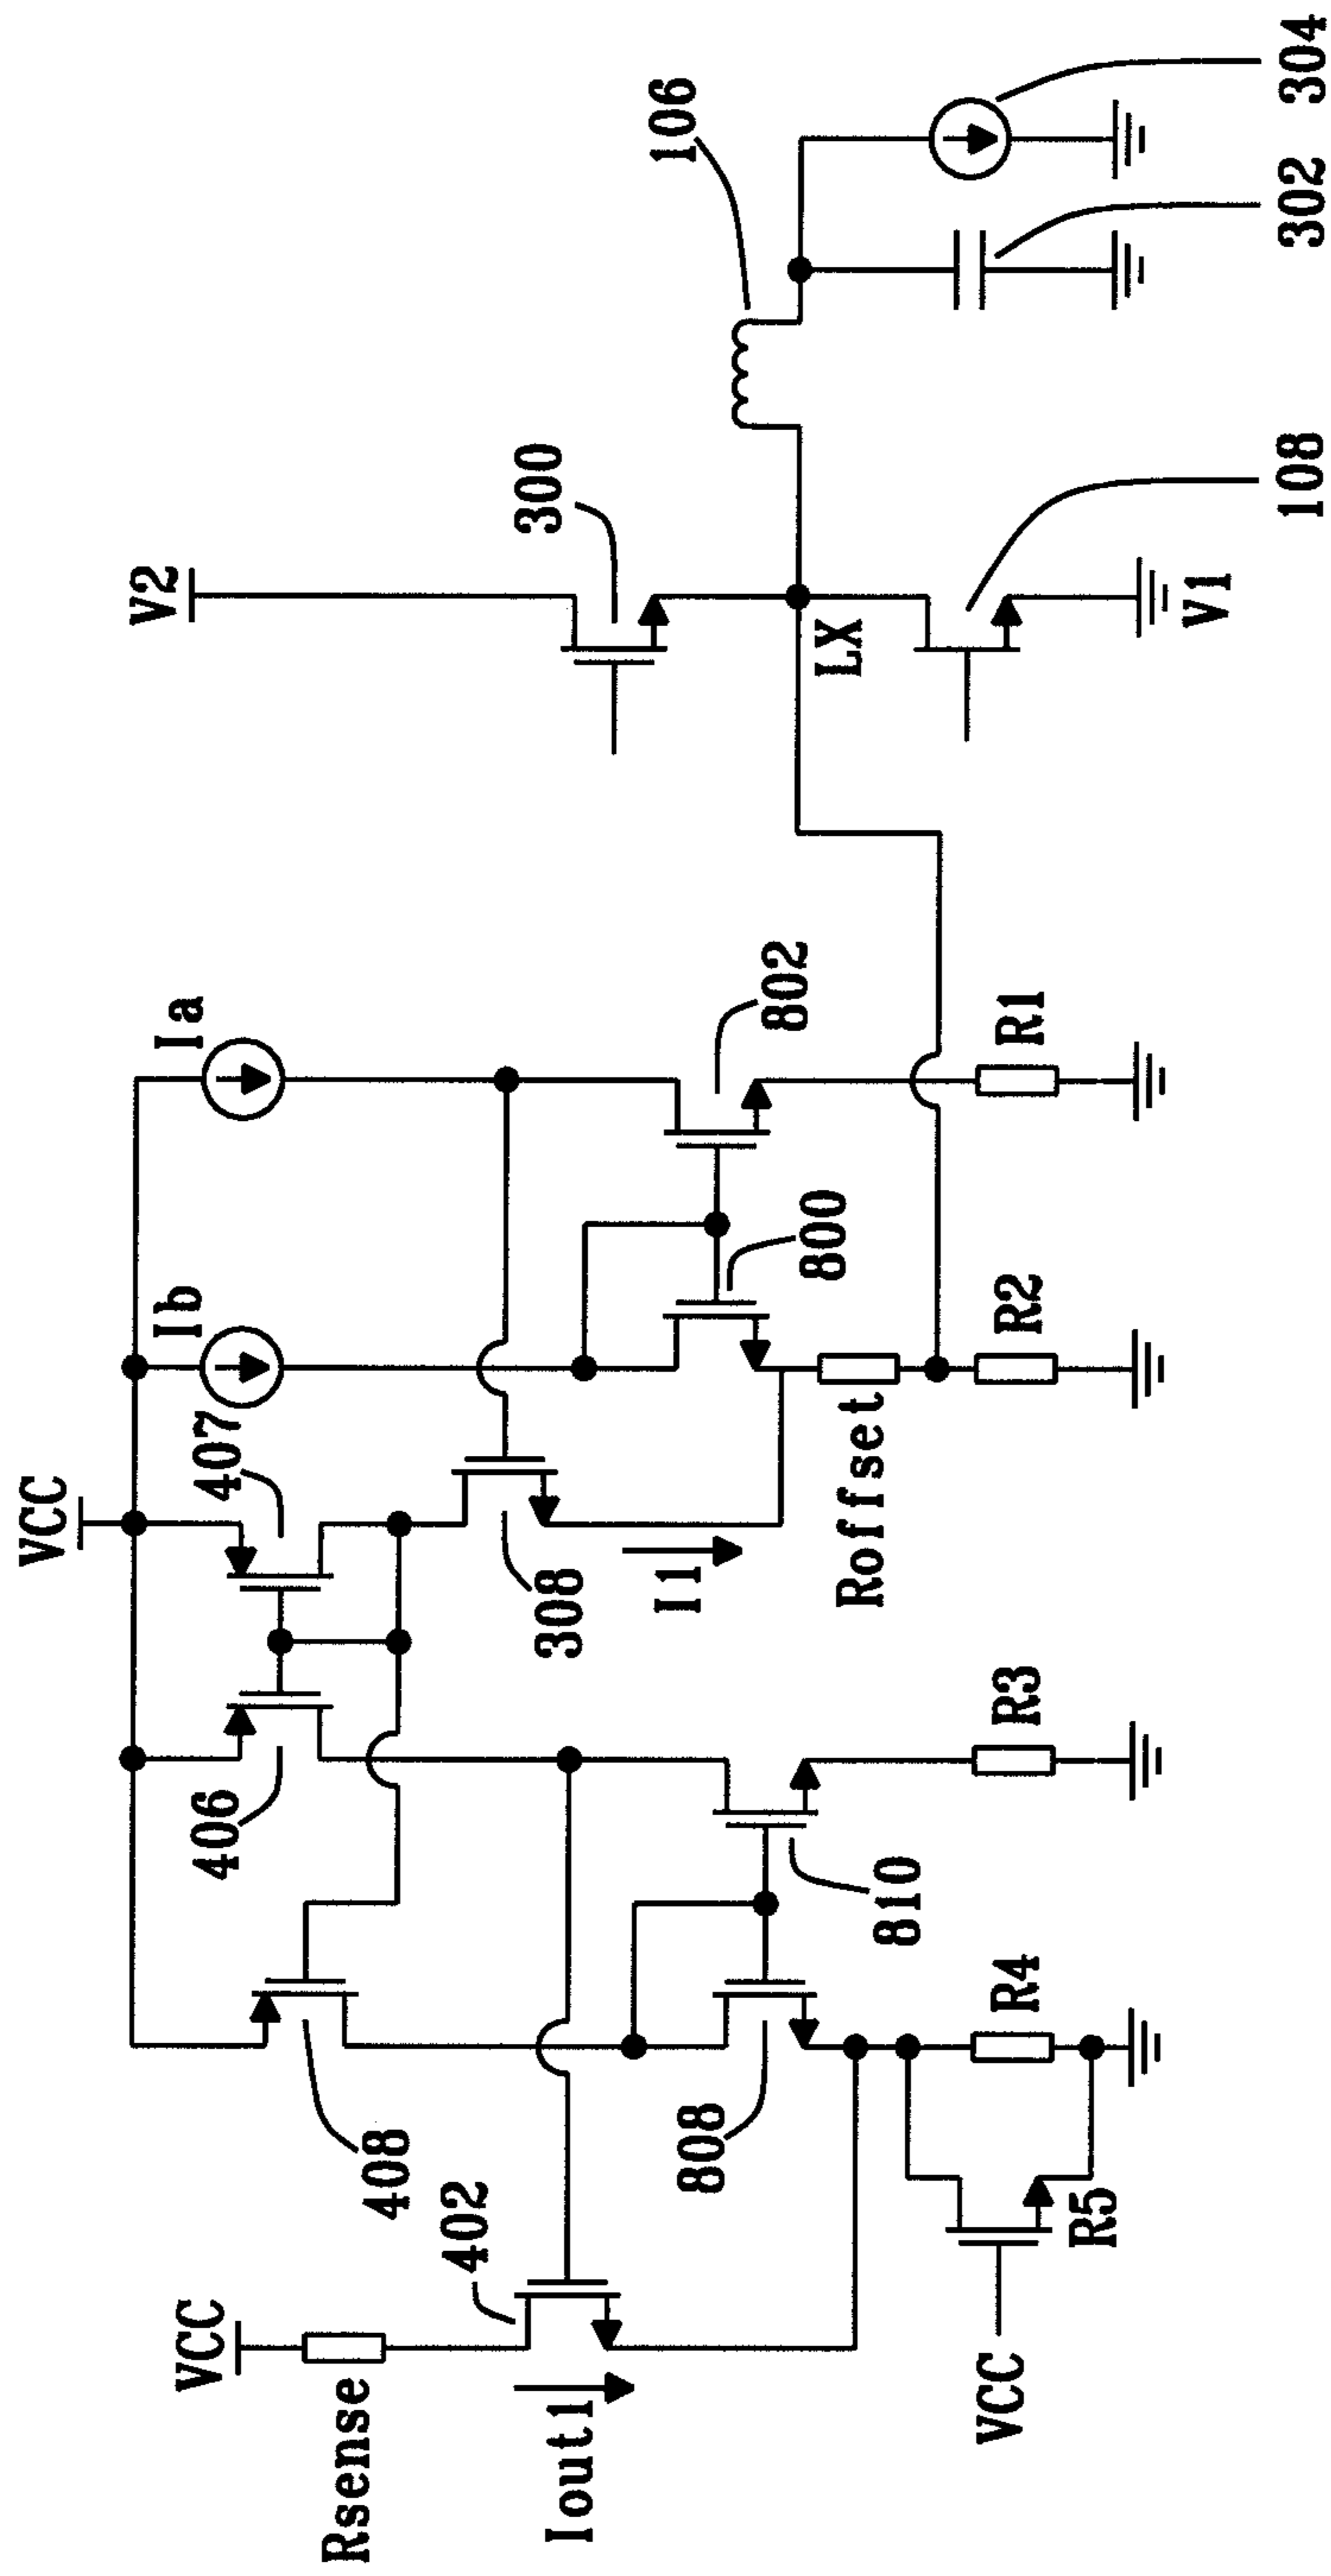 VCC
V2
Ia
Ib
407
406
408
VCC
Rsense
402
Iout1
308
I1
300
106
802
800
808
810
LX
Roffset
R1
R2
R3
R4
R5
VCC
V1
108
302
304